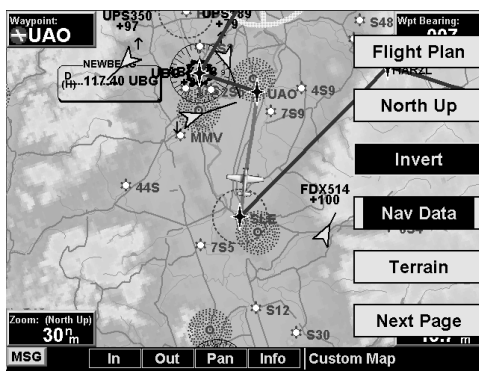 Waypoint:
UAO
UPS350
+97
S48
Wpt Bearing:
Flight Plan
NEWBE
117.40 UBG
North Up
UAO
4S9
7S9
MMV
Invert
44S
FDX514
+100
Nav Data
SLE
7S5
Terrain
Zoom: (North Up)
30 nm
S12
S30
Next Page
MSG
In
Out
Pan
Info
Custom Map